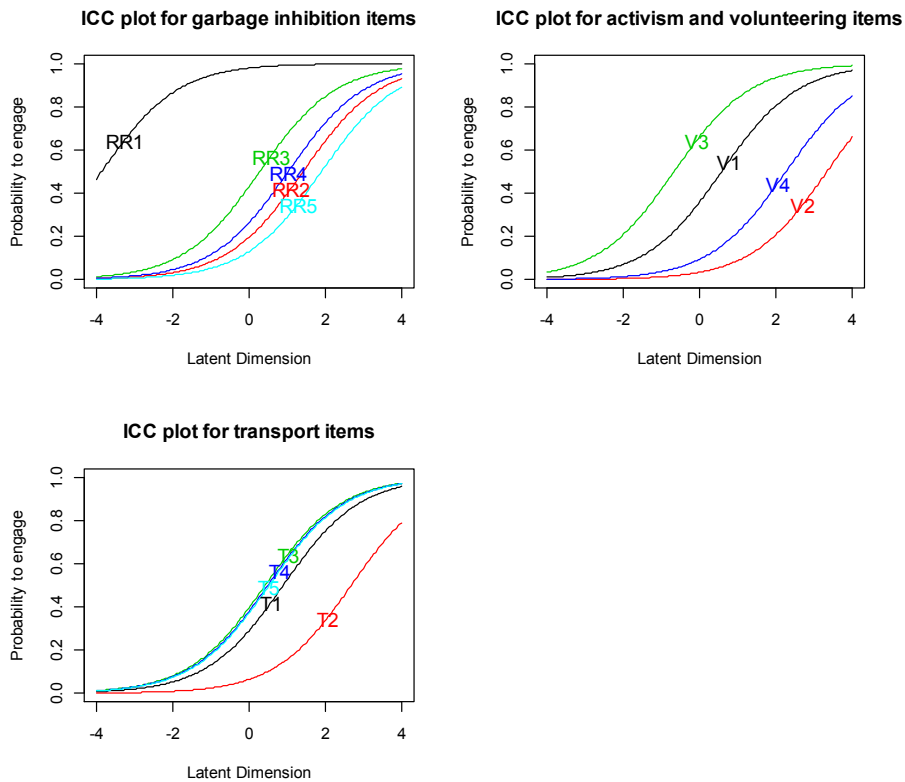 ICC plot for garbage inhibition items
Probability to engage
1.0
0.8
0.6
0.4
0.2
0.0
RR1
RR3
RR4
RR2
RR5
-4 -2 0 2 4
Latent Dimension
ICC plot for activism and volunteering items
Probability to engage
1.0
0.8
0.6
0.4
0.2
0.0
V3
V1
V4
V2
-4 -2 0 2 4
Latent Dimension
ICC plot for transport items
Probability to engage
1.0
0.8
0.6
0.4
0.2
0.0
T3
T4
T5
T1
T2
-4 -2 0 2 4
Latent Dimension